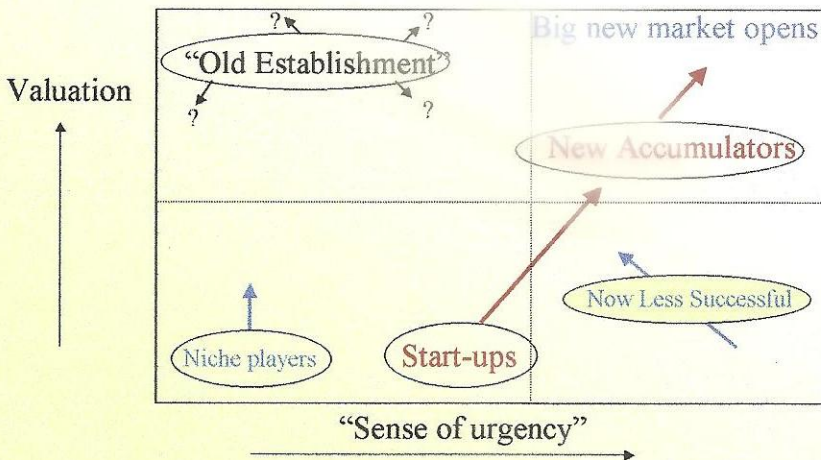 ? ? Big new market opens
"Old Establishment"
? ?
Valuation
New Accumulators
Now Less Successful
Niche players
Start-ups
"Sense of urgency"